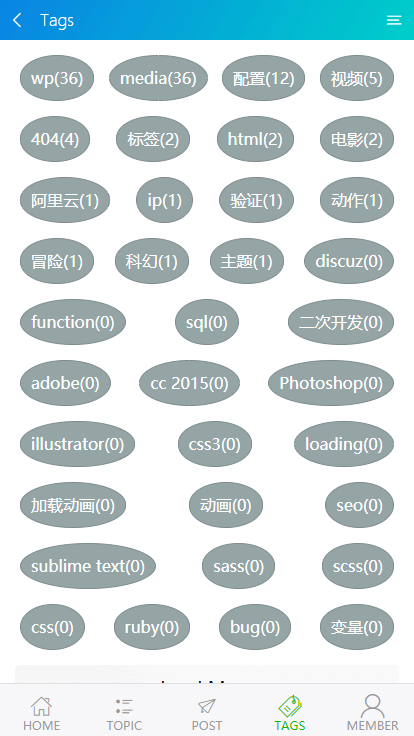 Tags
wp(36) media(36) 配置(12) 视频(5)
404(4) 标签(2) html(2) 电影(2)
阿里云(1) ip(1) 验证(1) 动作(1)
冒险(1) 科幻(1) 主题(1) discuz(0)
function(0) sql(0) 二次开发(0)
adobe(0) cc 2015(0) Photoshop(0)
illustrator(0) css3(0) loading(0)
加载动画(0) 动画(0) seo(0)
sublime text(0) sass(0) scss(0)
css(0) ruby(0) bug(0) 变量(0)
HOME TOPIC POST TAGS MEMBER